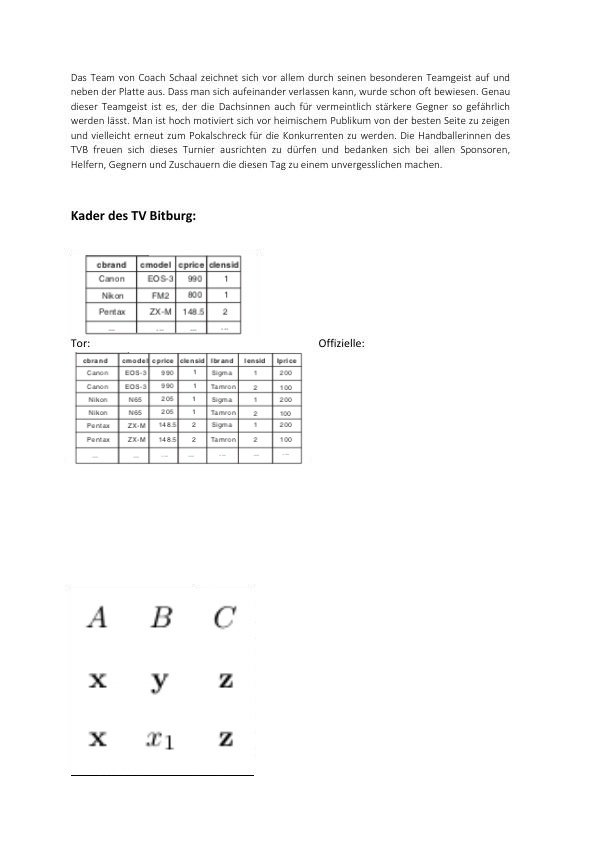 Das Team von Coach Schaal zeichnet sich vor allem durch seinen besonderen Teamgeist auf und
neben der Platte aus. Dass man sich aufeinander verlassen kann, wurde schon oft bewiesen. Genau
dieser Teamgeist ist es, der die Dachsinnen auch für vermeintlich stärkere Gegner so gefährlich
werden lässt. Man ist hoch motiviert sich vor heimischem Publikum von der besten Seite zu zeigen
und vielleicht erneut zum Pokalschreck für die Konkurrenten zu werden. Die Handballerinnen des
TVB freuen sich dieses Turnier ausrichten zu dürfen und bedanken sich bei allen Sponsoren,
Helfern, Gegnern und Zuschauern die diesen Tag zu einem unvergesslichen machen.
Kader des TV Bitburg:
cbrand cmodel cprice clensid
Canon EOS-3 990 1
Nikon FM2 800 1
Pentax ZX-M 148.5 2
... ... ... ...
Tor: Offizielle:
cbrand cmodel cprice clensid lbrand lensid lprice
Canon EOS-3 990 1 Sigma 1 200
Canon EOS-3 990 1 Tamron 2 100
Nikon N65 205 1 Sigma 1 200
Nikon N65 205 1 Tamron 2 100
Pentax ZX-M 148.5 2 Sigma 1 200
Pentax ZX-M 148.5 2 Tamron 2 100
... ... ... ... ... ... ...
A B C
x y z
x x1 z